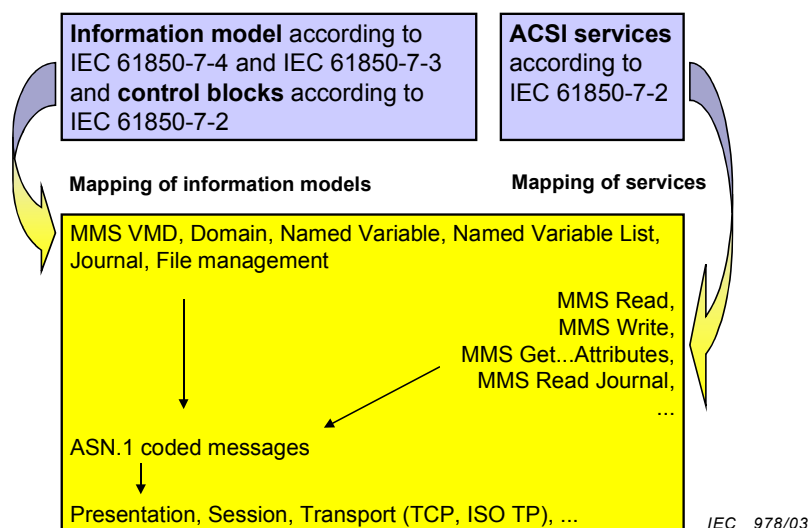 Information model according to
IEC 61850-7-4 and IEC 61850-7-3
and control blocks according to
IEC 61850-7-2
ACSI services
according to
IEC 61850-7-2
Mapping of information models
Mapping of services
MMS VMD, Domain, Named Variable, Named Variable List,
Journal, File management
MMS Read,
MMS Write,
MMS Get...Attributes,
MMS Read Journal,
...
ASN.1 coded messages
Presentation, Session, Transport (TCP, ISO TP), ...
IEC 978/03